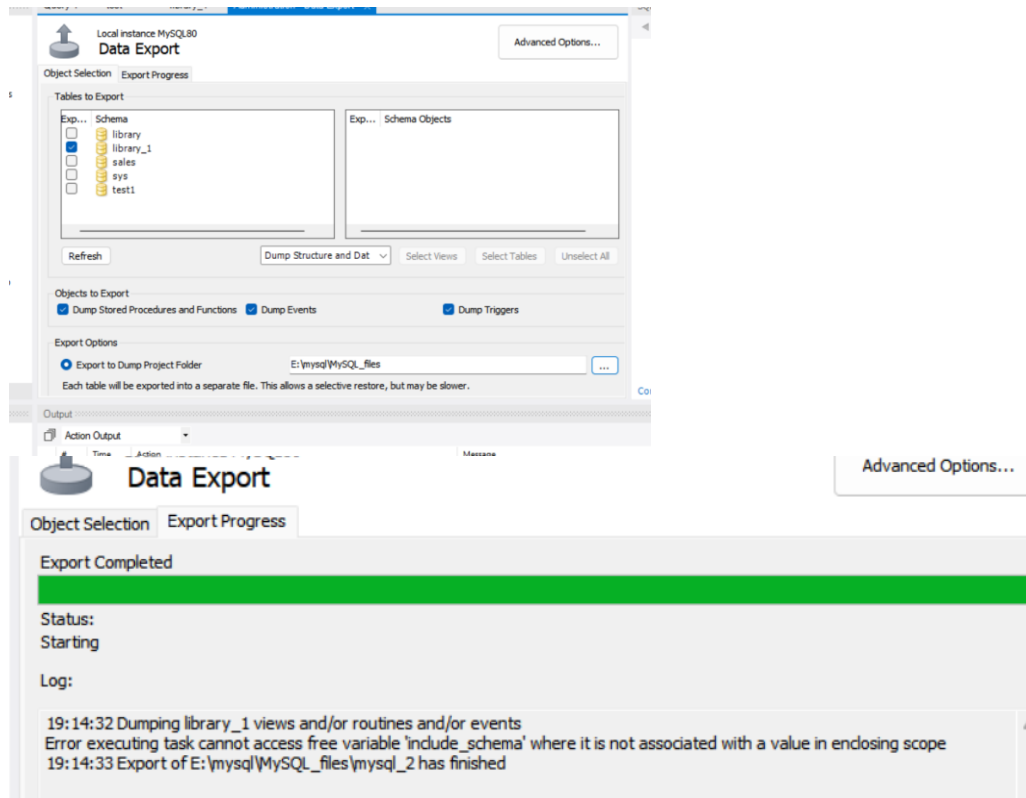 Local instance MySQL80
Data Export
Advanced Options...
Object Selection Export Progress
Tables to Export
Exp... Schema
library
library_1
sales
sys
test1
Exp... Schema Objects
Refresh Dump Structure and Dat Select Views Select Tables Unselect All
Objects to Export
Dump Stored Procedures and Functions Dump Events Dump Triggers
Export Options
Export to Dump Project Folder E:\mysql\MySQL_files ...
Each table will be exported into a separate file. This allows a selective restore, but may be slower.
Output
Action Output
# Time Action Message
Data Export
Advanced Options...
Object Selection Export Progress
Export Completed
Status:
Starting
Log:
19:14:32 Dumping library_1 views and/or routines and/or events
Error executing task cannot access free variable 'include_schema' where it is not associated with a value in enclosing scope
19:14:33 Export of E:\mysql\MySQL_files\mysql_2 has finished